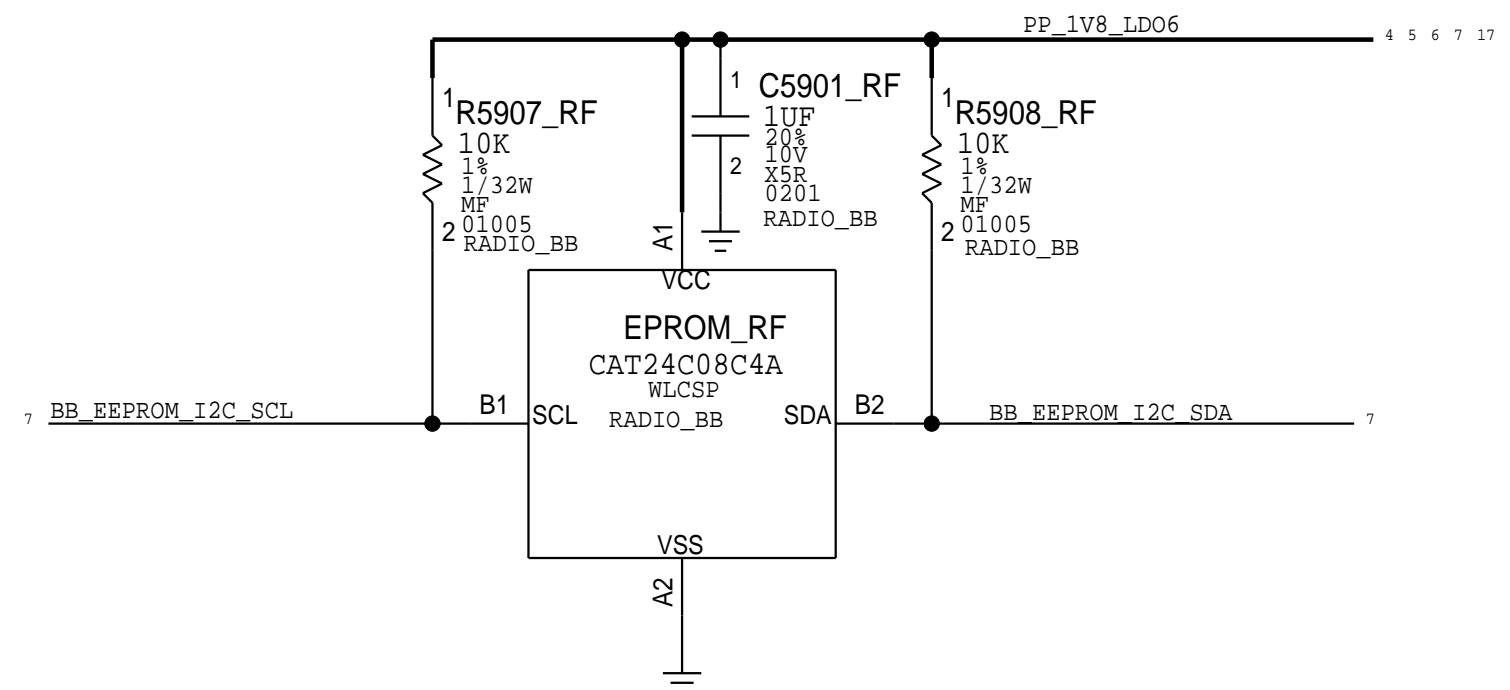 PP_1V8_LDO6
4 5 6 7 17
1
R5907_RF
10K
1%
1/32W
MF
01005
2
RADIO_BB
1
C5901_RF
1UF
20%
10V
2
X5R
0201
RADIO_BB
1
R5908_RF
10K
1%
1/32W
MF
01005
2
RADIO_BB
A1
VCC
EPROM_RF
CAT24C08C4A
WLCSP
RADIO_BB
7 BB_EEPROM_I2C_SCL
B1
SCL
SDA
B2
BB_EEPROM_I2C_SDA 7
VSS
A2